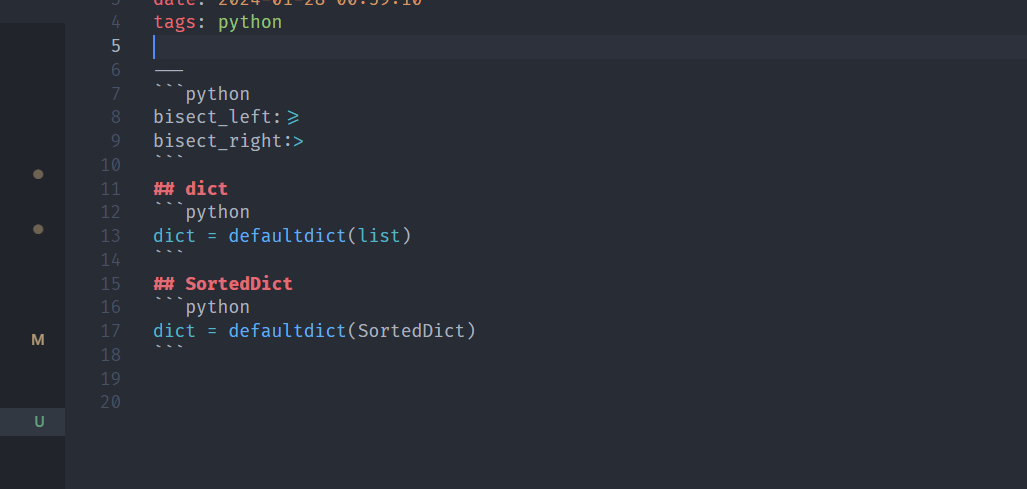 3 date: 2024-01-28 00:59:10
4 tags: python
5
6 ---
7 ```python
8 bisect_left:>=
9 bisect_right:>
10 ```
11 ## dict
12 ```python
13 dict = defaultdict(list)
14 ```
15 ## SortedDict
16 ```python
M
17 dict = defaultdict(SortedDict)
18 ```
19
20
U